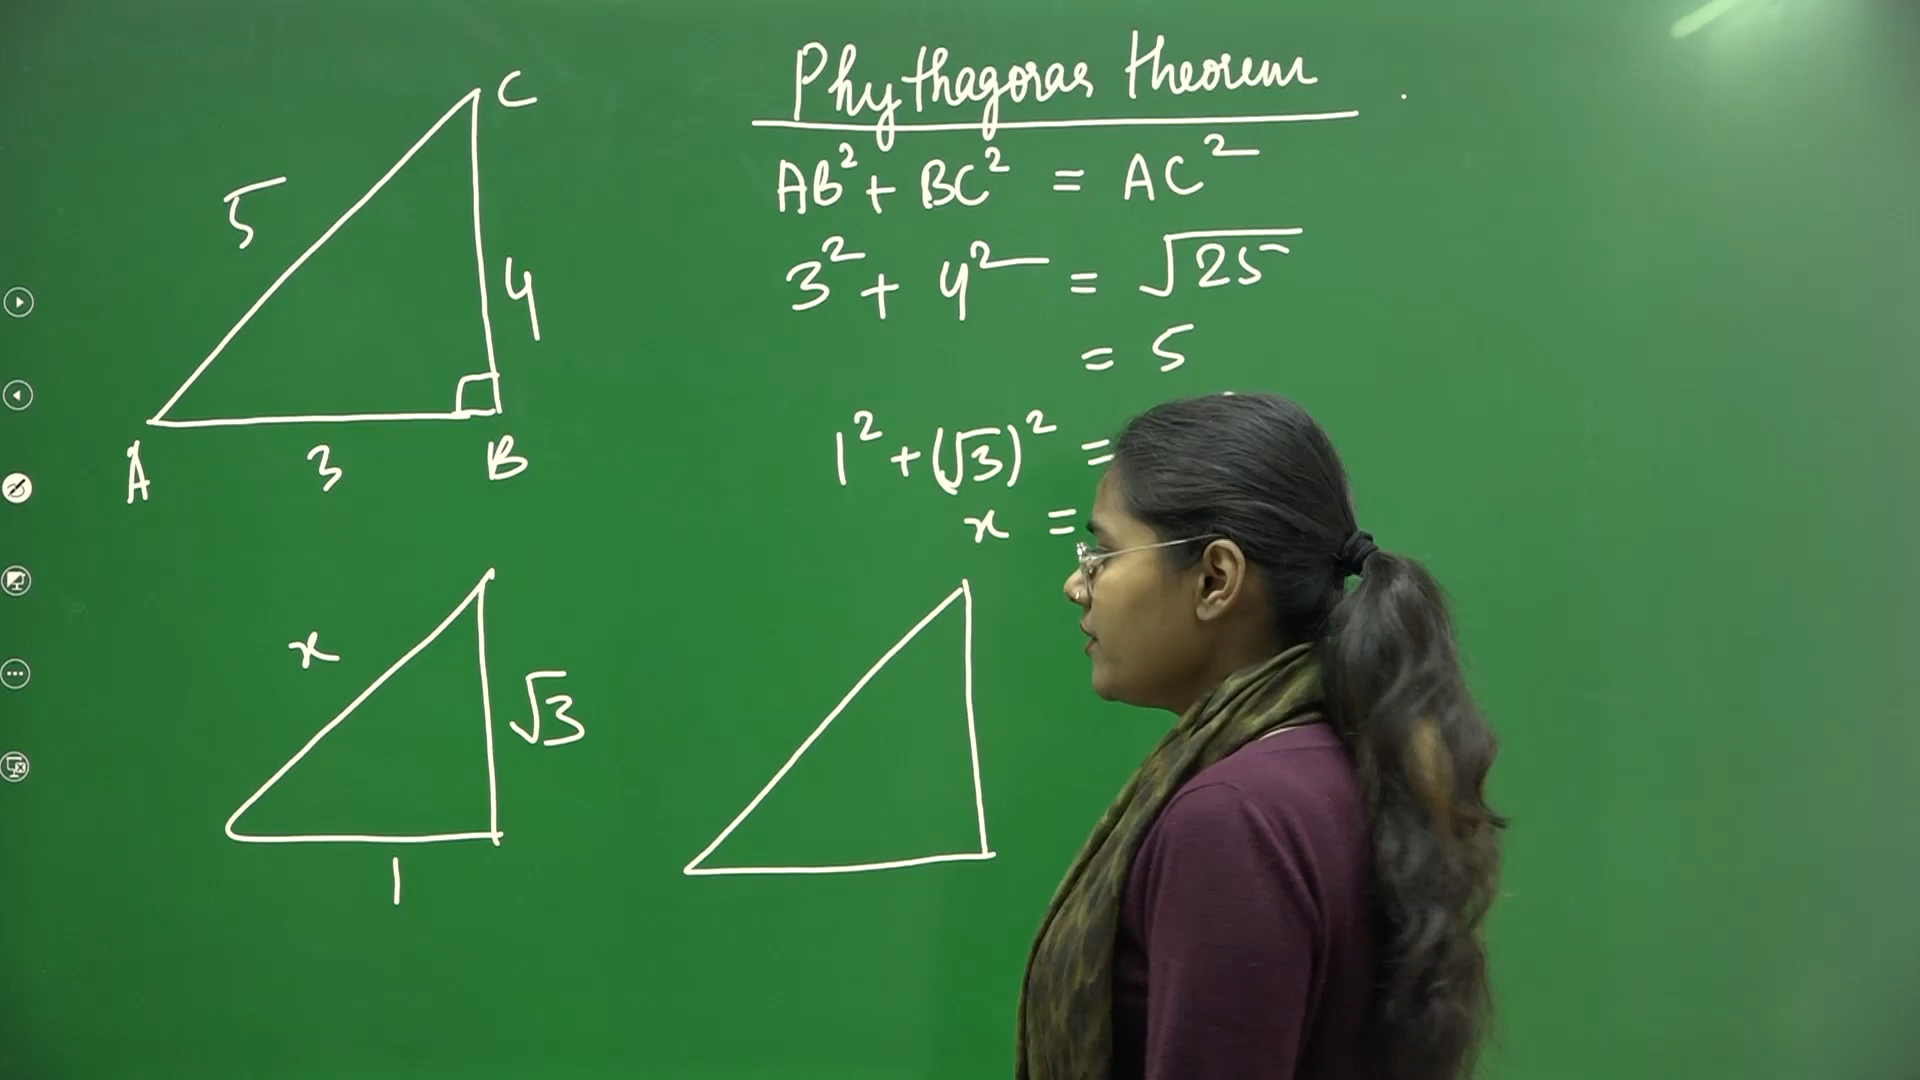 Phythagoras theorem
AB² + BC² = AC²
3² + 4² = √25
= 5
1² + (√3)² =
x =
C
5
4
A
3
B
x
√3
1